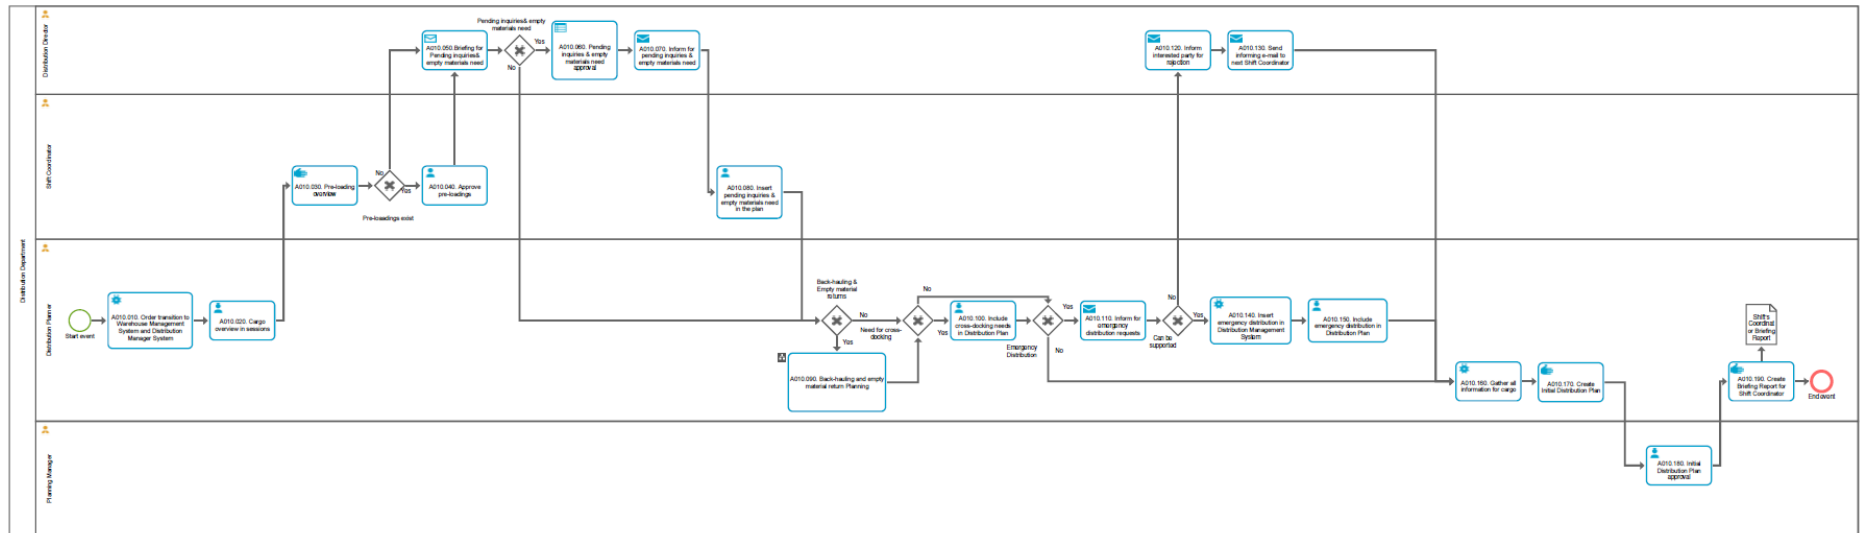 Distribution Department
Distribution Director
Pending inquiries& empty
materials need
A010.050.Briefing for
Pending inquiries&
empty materials need
Yes
No
A010.060. Pending
inquiries & empty
materials need
approval
A010.070. Inform for
pending inquiries &
empty materials need
A010.120. Inform
interested party for
rejection
A010.130. Send
informing e-mail to
next Shift Coordinator
Shift Coordinator
A010.030. Pre-loading
overview
No
Yes
Pre-loadings exist
A010.040. Approve
pre-loadings
A010.080. Insert
pending inquiries &
empty materials need
in the plan
Distribution Planner
Start event
A010.010. Order transition to
Warehouse Management
System and Distribution
Manager System
A010.020. Cargo
overview in sessions
Back-hauling &
Empty material
returns
No
Yes
A010.090. Back-hauling and empty
material return Planning
Need for cross-
docking
No
Yes
A010.100. Include
cross-docking needs
in Distribution Plan
Emergency
Distribution
Yes
No
A010.110. Inform for
emergency
distribution requests
No
Yes
Can be
supported
A010.140. Insert
emergency distribution in
Distribution Management
System
A010.150. Include
emergency distribution in
Distribution Plan
A010.160. Gather all
information for cargo
A010.170. Create
Initial Distribution Plan
Shift's
Coordinat
or Briefing
Report
A010.190. Create
Briefing Report for
Shift Coordinator
End event
Planning Manager
A010.180. Initial
Distribution Plan
approval